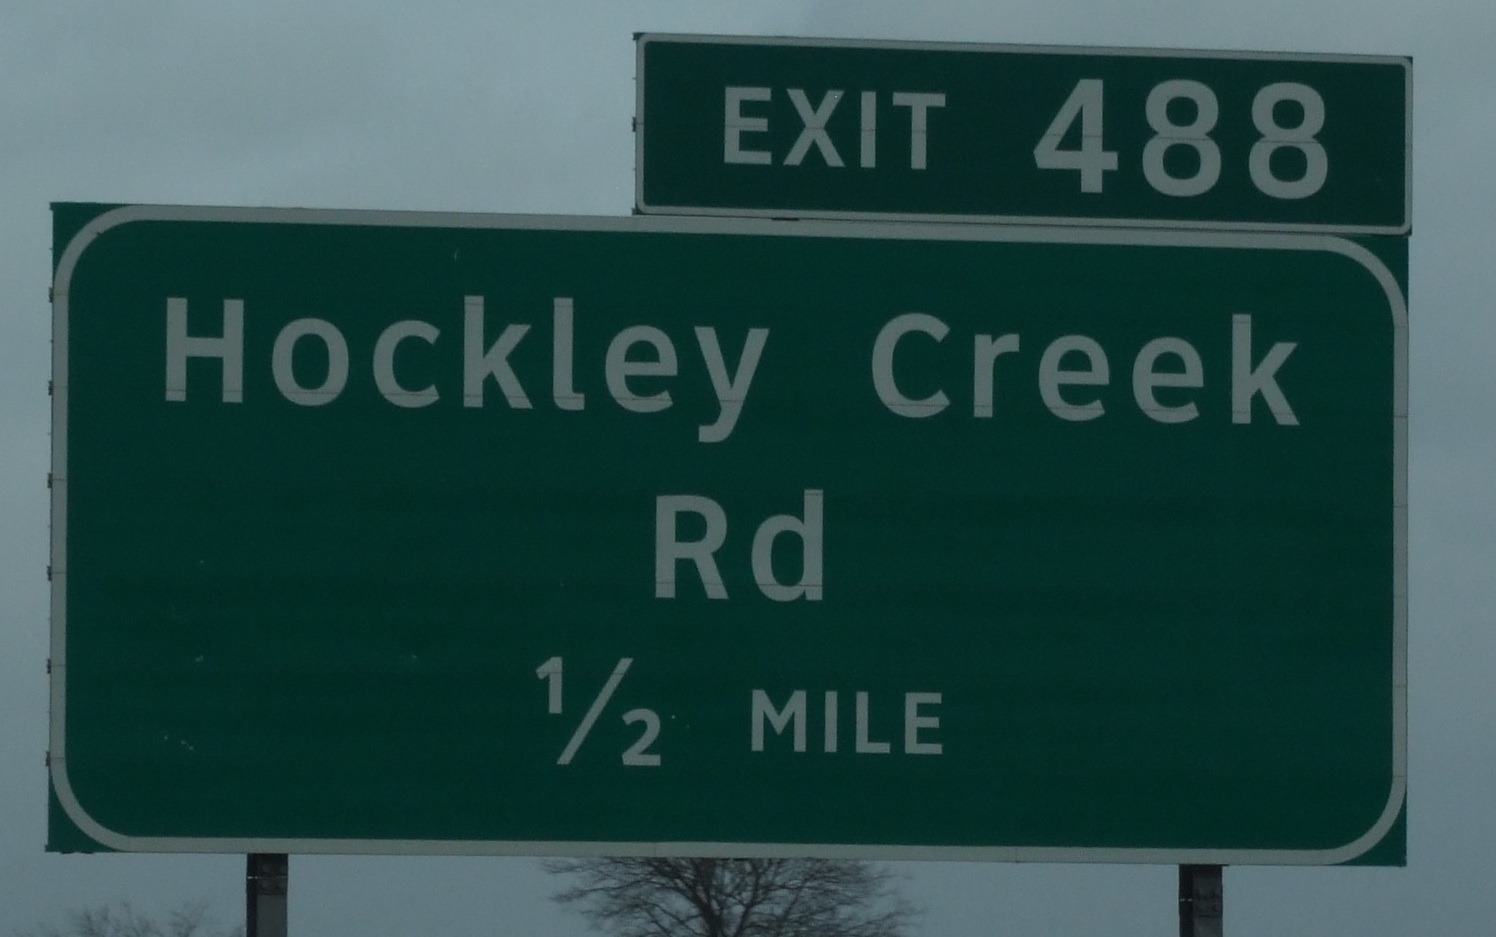 EXIT 488
Hockley Creek
Rd
½ MILE